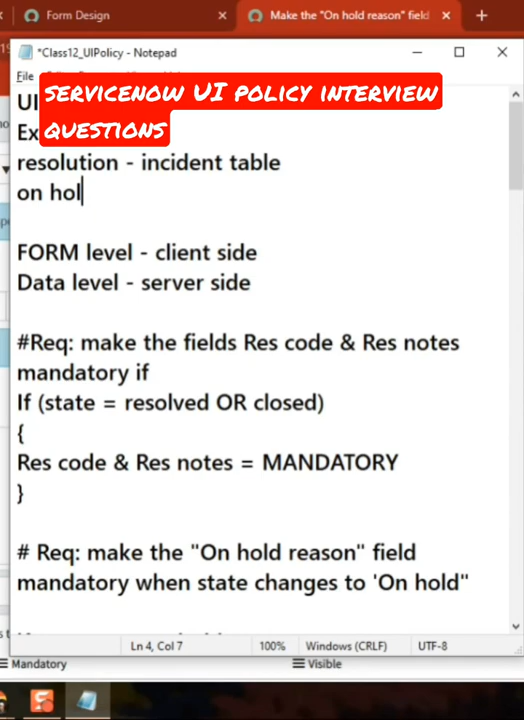 Form Design
Make the "On hold reason" field
*Class12_UIPolicy - Notepad
File
SERVICENOW UI POLICY INTERVIEW
QUESTIONS
UI
Ex
resolution - incident table
on hol
FORM level - client side
Data level - server side
#Req: make the fields Res code & Res notes
mandatory if
If (state = resolved OR closed)
{
Res code & Res notes = MANDATORY
}
# Req: make the "On hold reason" field
mandatory when state changes to 'On hold"
Ln 4, Col 7
100%
Windows (CRLF)
UTF-8
Mandatory
Visible